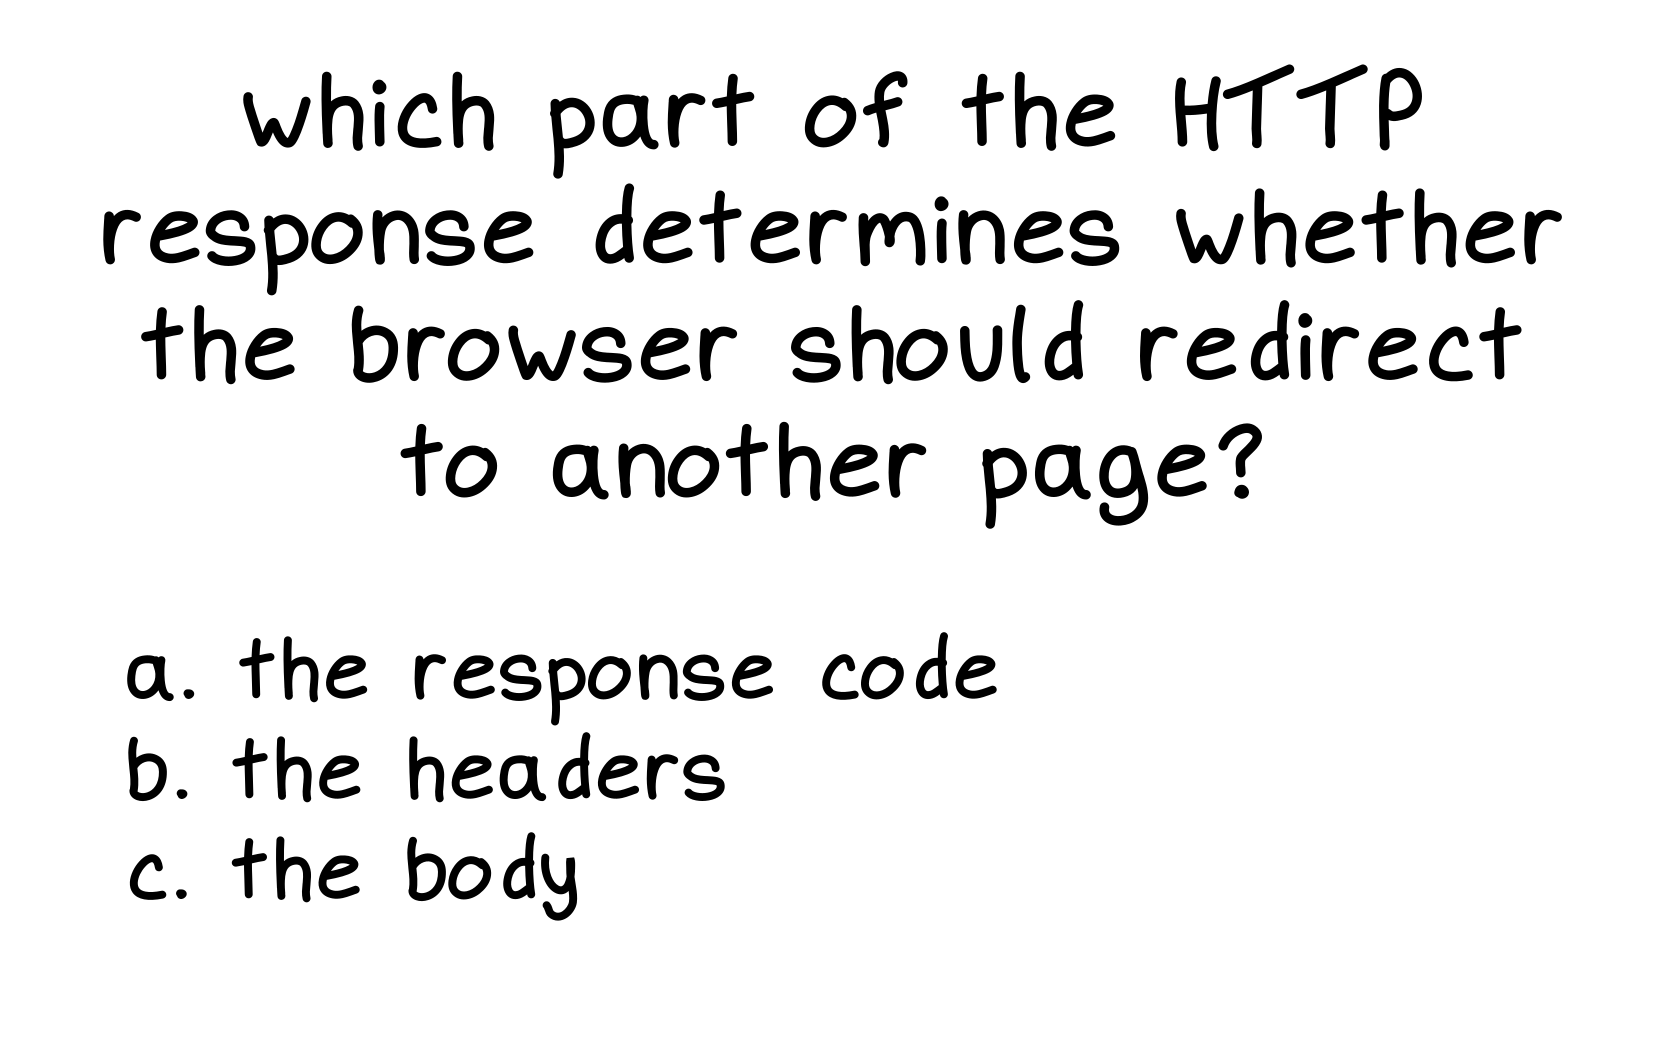 which part of the HTTP
response determines whether
the browser should redirect
to another page?
a. the response code
b. the headers
c. the body